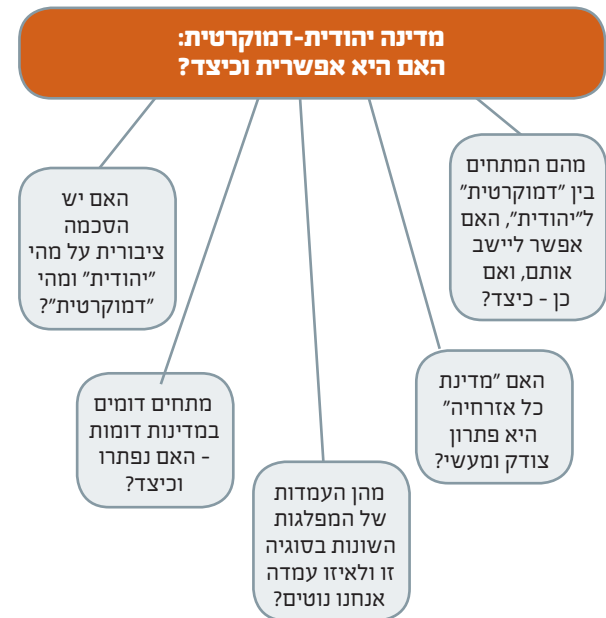 מדינה יהודית-דמוקרטית:
האם היא אפשרית וכיצד?
מהם המתחים
בין "דמוקרטית"
ל"יהודית", האם
אפשר ליישב
אותם, ואם
כן - כיצד?
האם "מדינת
כל אזרחיה"
היא פתרון
צודק ומעשי?
מהן העמדות
של המפלגות
השונות בסוגיה
זו ולאיזו עמדה
אנחנו נוטים?
מתחים דומים
במדינות דומות
- האם נפתרו
וכיצד?
האם יש
הסכמה
ציבורית על מהי
"יהודית" ומהי
"דמוקרטית"?